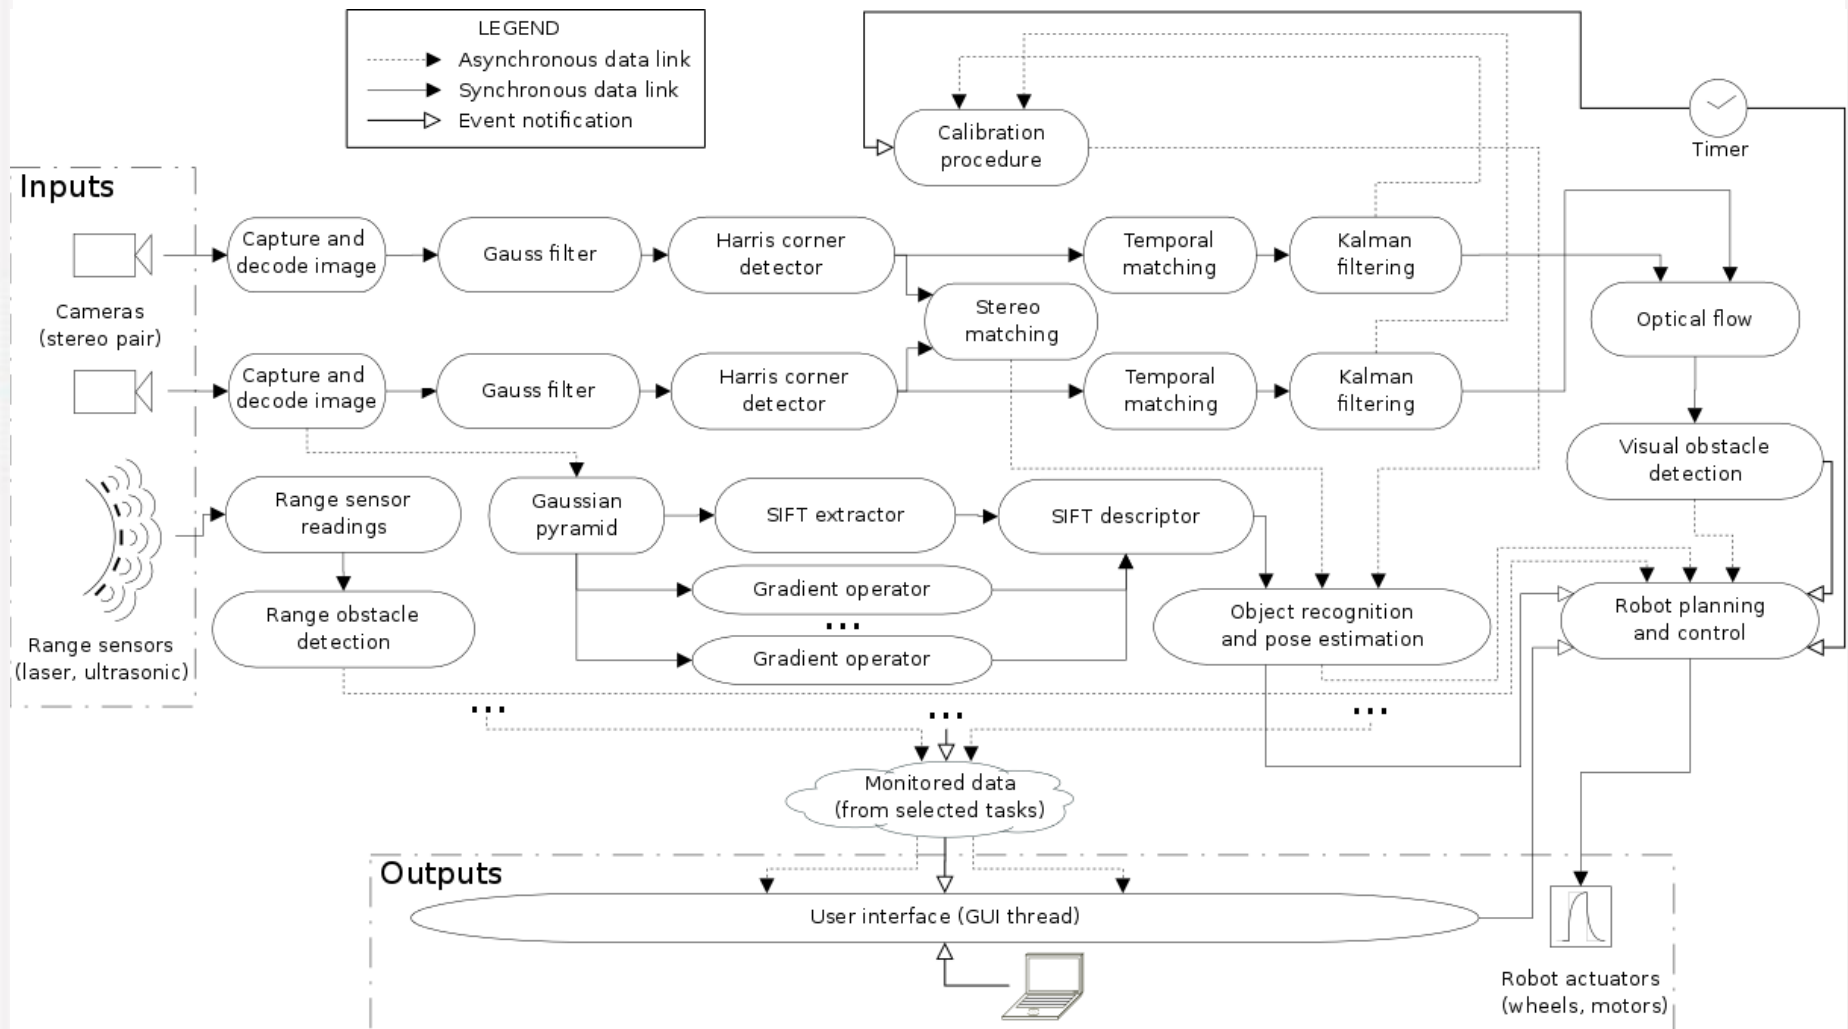 LEGEND
Asynchronous data link
Synchronous data link
Event notification
Calibration
procedure
Timer
Inputs
Capture and
decode image
Gauss filter
Harris corner
detector
Temporal
matching
Kalman
filtering
Cameras
(stereo pair)
Stereo
matching
Optical flow
Capture and
decode image
Gauss filter
Harris corner
detector
Temporal
matching
Kalman
filtering
Visual obstacle
detection
Range sensor
readings
Gaussian
pyramid
SIFT extractor
SIFT descriptor
Gradient operator
...
Gradient operator
Range obstacle
detection
Object recognition
and pose estimation
Robot planning
and control
Range sensors
(laser, ultrasonic)
...
...
...
Monitored data
(from selected tasks)
Outputs
User interface (GUI thread)
Robot actuators
(wheels, motors)